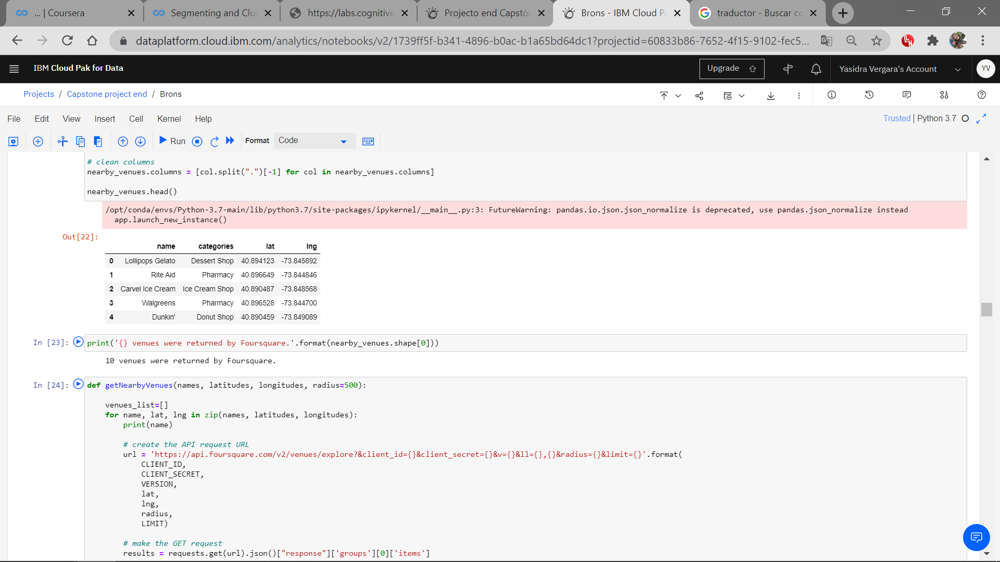 ... | Coursera
Segmenting and Clus
https://labs.cognitive
Projecto end Capston
Brons - IBM Cloud Pa
traductor - Buscar co
dataplatform.cloud.ibm.com/analytics/notebooks/v2/1739ff5f-b341-4896-b0ac-b1a65bd64dc1?projectid=60833b86-7652-4f15-9102-fec5...
IBM Cloud Pak for Data
Upgrade
Yasidra Vergara's Account
YV
Projects / Capstone project end / Brons
File Edit View Insert Cell Kernel Help
Trusted | Python 3.7
Run
Format
Code
# clean columns
nearby_venues.columns = [col.split(".")[-1] for col in nearby_venues.columns]
nearby_venues.head()
/opt/conda/envs/Python-3.7-main/lib/python3.7/site-packages/ipykernel/__main__.py:3: FutureWarning: pandas.io.json.json_normalize is deprecated, use pandas.json_normalize instead
app.launch_new_instance()
Out[22]:
name categories lat lng
0 Lollipops Gelato Dessert Shop 40.894123 -73.845892
1 Rite Aid Pharmacy 40.896649 -73.844846
2 Carvel Ice Cream Ice Cream Shop 40.890487 -73.848568
3 Walgreens Pharmacy 40.896528 -73.844700
4 Dunkin' Donut Shop 40.890459 -73.849089
In [23]: print('{} venues were returned by Foursquare.'.format(nearby_venues.shape[0]))
10 venues were returned by Foursquare.
In [24]: def getNearbyVenues(names, latitudes, longitudes, radius=500):
venues_list=[]
for name, lat, lng in zip(names, latitudes, longitudes):
print(name)
# create the API request URL
url = 'https://api.foursquare.com/v2/venues/explore?&client_id={}&client_secret={}&v={}&ll={},{}&radius={}&limit={}'.format(
CLIENT_ID,
CLIENT_SECRET,
VERSION,
lat,
lng,
radius,
LIMIT)
# make the GET request
results = requests.get(url).json()["response"]['groups'][0]['items']